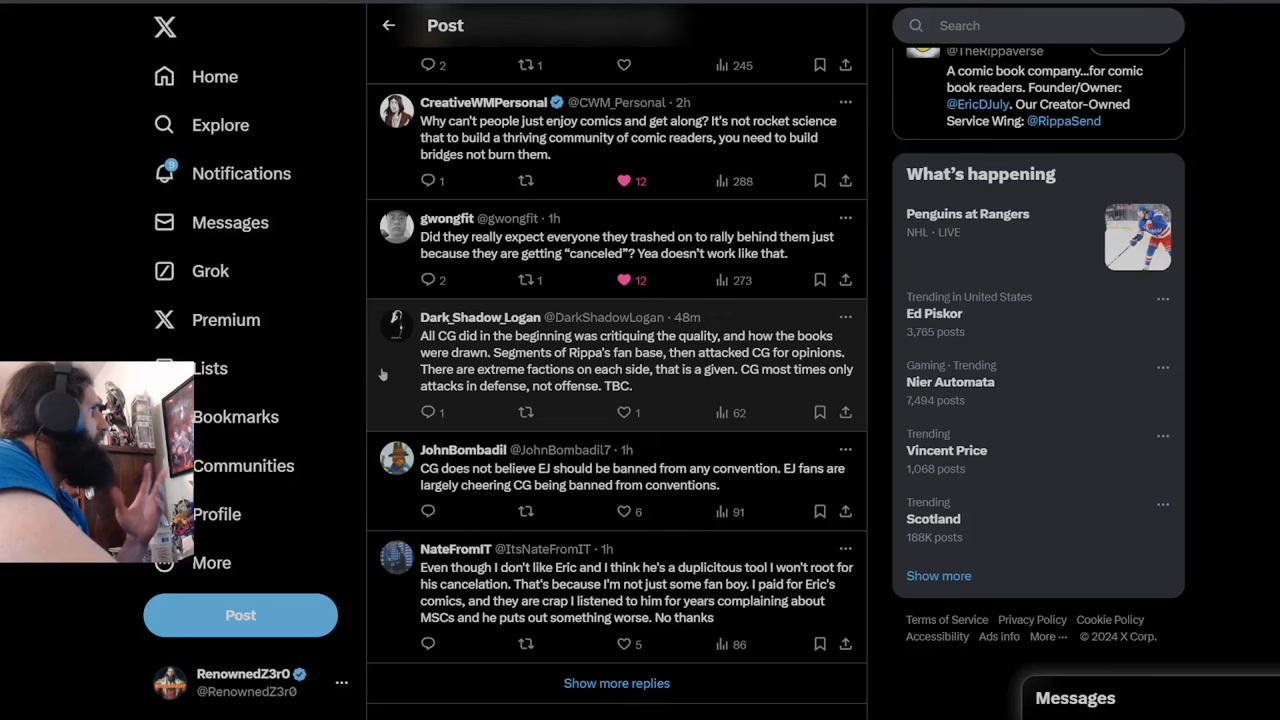 Home
Explore
3
Notifications
Messages
Grok
Premium
Lists
Bookmarks
Communities
Profile
More
Post
RenownedZ3r0
@RenownedZ3r0
Post
2
1
245
CreativeWMPersonal @CWM_Personal · 2h
Why can't people just enjoy comics and get along? It's not rocket science
that to build a thriving community of comic readers, you need to build
bridges not burn them.
1
12
288
gwongfit @gwongfit · 1h
Did they really expect everyone they trashed on to rally behind them just
because they are getting “canceled”? Yea doesn't work like that.
2
1
12
273
Dark_Shadow_Logan @DarkShadowLogan · 48m
All CG did in the beginning was critiquing the quality, and how the books
were drawn. Segments of Rippa's fan base, then attacked CG for opinions.
There are extreme factions on each side, that is a given. CG most times only
attacks in defense, not offense. TBC.
1
1
62
JohnBombadil @JohnBombadil7 · 1h
CG does not believe EJ should be banned from any convention. EJ fans are
largely cheering CG being banned from conventions.
6
91
NateFromIT @ItsNateFromIT · 1h
Even though I don't like Eric and I think he's a duplicitous tool I won't root for
his cancelation. That's because I'm not just some fan boy. I paid for Eric's
comics, and they are crap I listened to him for years complaining about
MSCs and he puts out something worse. No thanks
5
86
Show more replies
Search
@TheRippaverse
A comic book company...for comic
book readers. Founder/Owner:
@EricDJuly. Our Creator-Owned
Service Wing: @RippaSend
What's happening
Penguins at Rangers
NHL · LIVE
Trending in United States
Ed Piskor
3,765 posts
Gaming · Trending
Nier Automata
7,494 posts
Trending
Vincent Price
1,068 posts
Trending
Scotland
188K posts
Show more
Terms of Service Privacy Policy Cookie Policy
Accessibility Ads info More ··· © 2024 X Corp.
Messages